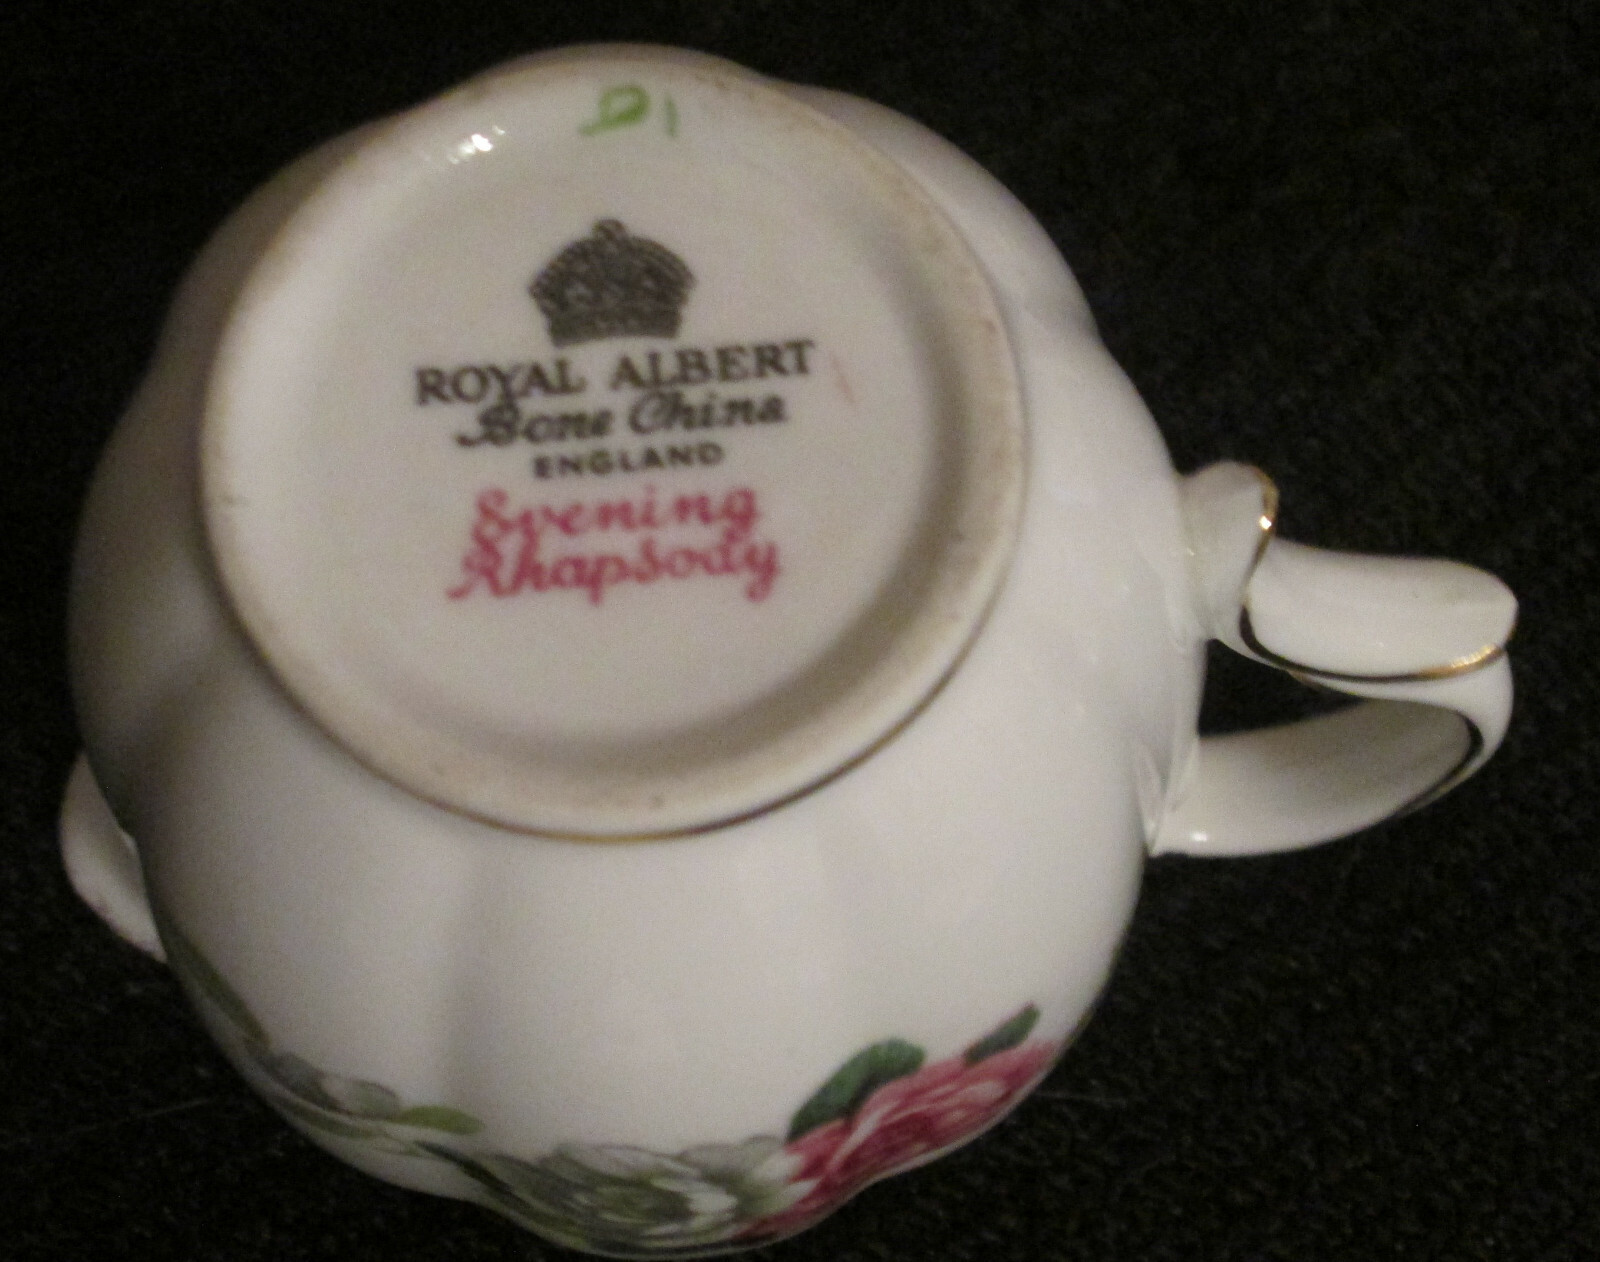 ROYAL ALBERT
Bone China
ENGLAND
Evening
Rhapsody